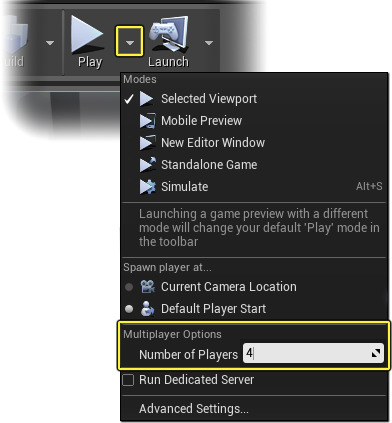 ild
Play
Launch
Modes
Selected Viewport
Mobile Preview
New Editor Window
Standalone Game
Simulate Alt+S
Launching a game preview with a different
mode will change your default 'Play' mode in
the toolbar
Spawn player at...
Current Camera Location
Default Player Start
Multiplayer Options
Number of Players 4
Run Dedicated Server
Advanced Settings...